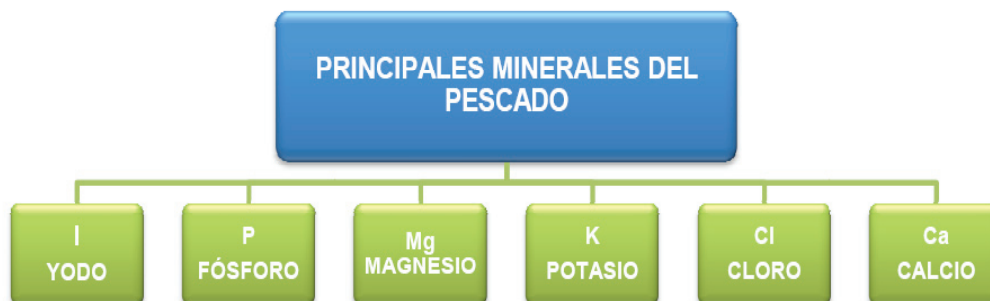 PRINCIPALES MINERALES DEL
PESCADO
I
YODO
P
FÓSFORO
Mg
MAGNESIO
K
POTASIO
Cl
CLORO
Ca
CALCIO